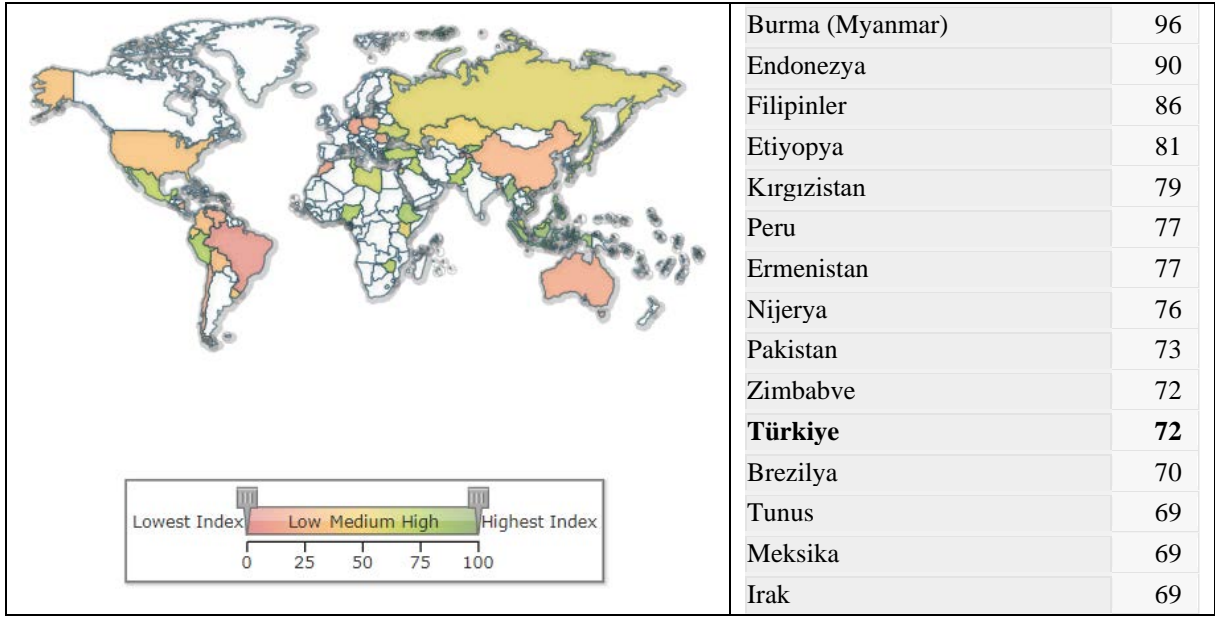 Burma (Myanmar) 96
Endonezya 90
Filipinler 86
Etiyopya 81
Kırgızistan 79
Peru 77
Ermenistan 77
Nijerya 76
Pakistan 73
Zimbabve 72
Türkiye 72
Brezilya 70
Tunus 69
Meksika 69
Irak 69
Lowest Index Low Medium High Highest Index
0 25 50 75 100